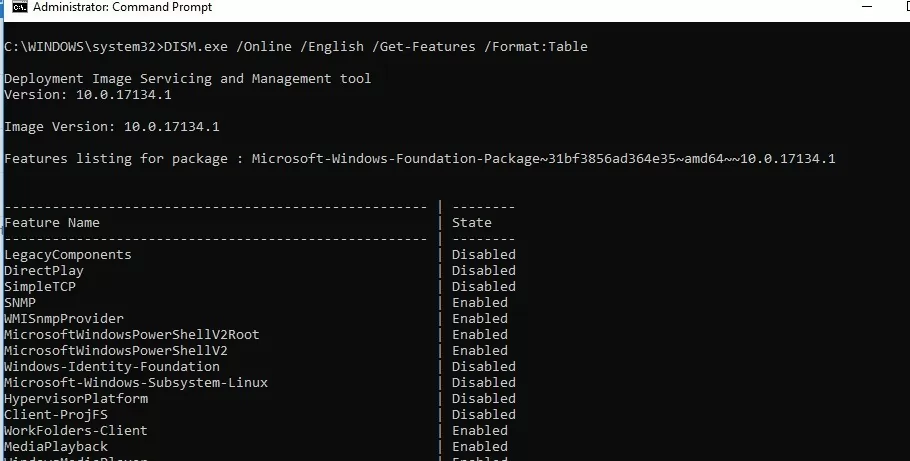 Administrator: Command Prompt
C:\WINDOWS\system32>DISM.exe /Online /English /Get-Features /Format:Table
Deployment Image Servicing and Management tool
Version: 10.0.17134.1
Image Version: 10.0.17134.1
Features listing for package : Microsoft-Windows-Foundation-Package~31bf3856ad364e35~amd64~~10.0.17134.1
----------------------------------------------------- | --------
Feature Name | State
----------------------------------------------------- | --------
LegacyComponents | Disabled
DirectPlay | Disabled
SimpleTCP | Disabled
SNMP | Enabled
WMISnmpProvider | Enabled
MicrosoftWindowsPowerShellV2Root | Enabled
MicrosoftWindowsPowerShellV2 | Enabled
Windows-Identity-Foundation | Disabled
Microsoft-Windows-Subsystem-Linux | Disabled
HypervisorPlatform | Disabled
Client-ProjFS | Disabled
WorkFolders-Client | Enabled
MediaPlayback | Enabled
WindowsMediaPlayer | Enabled